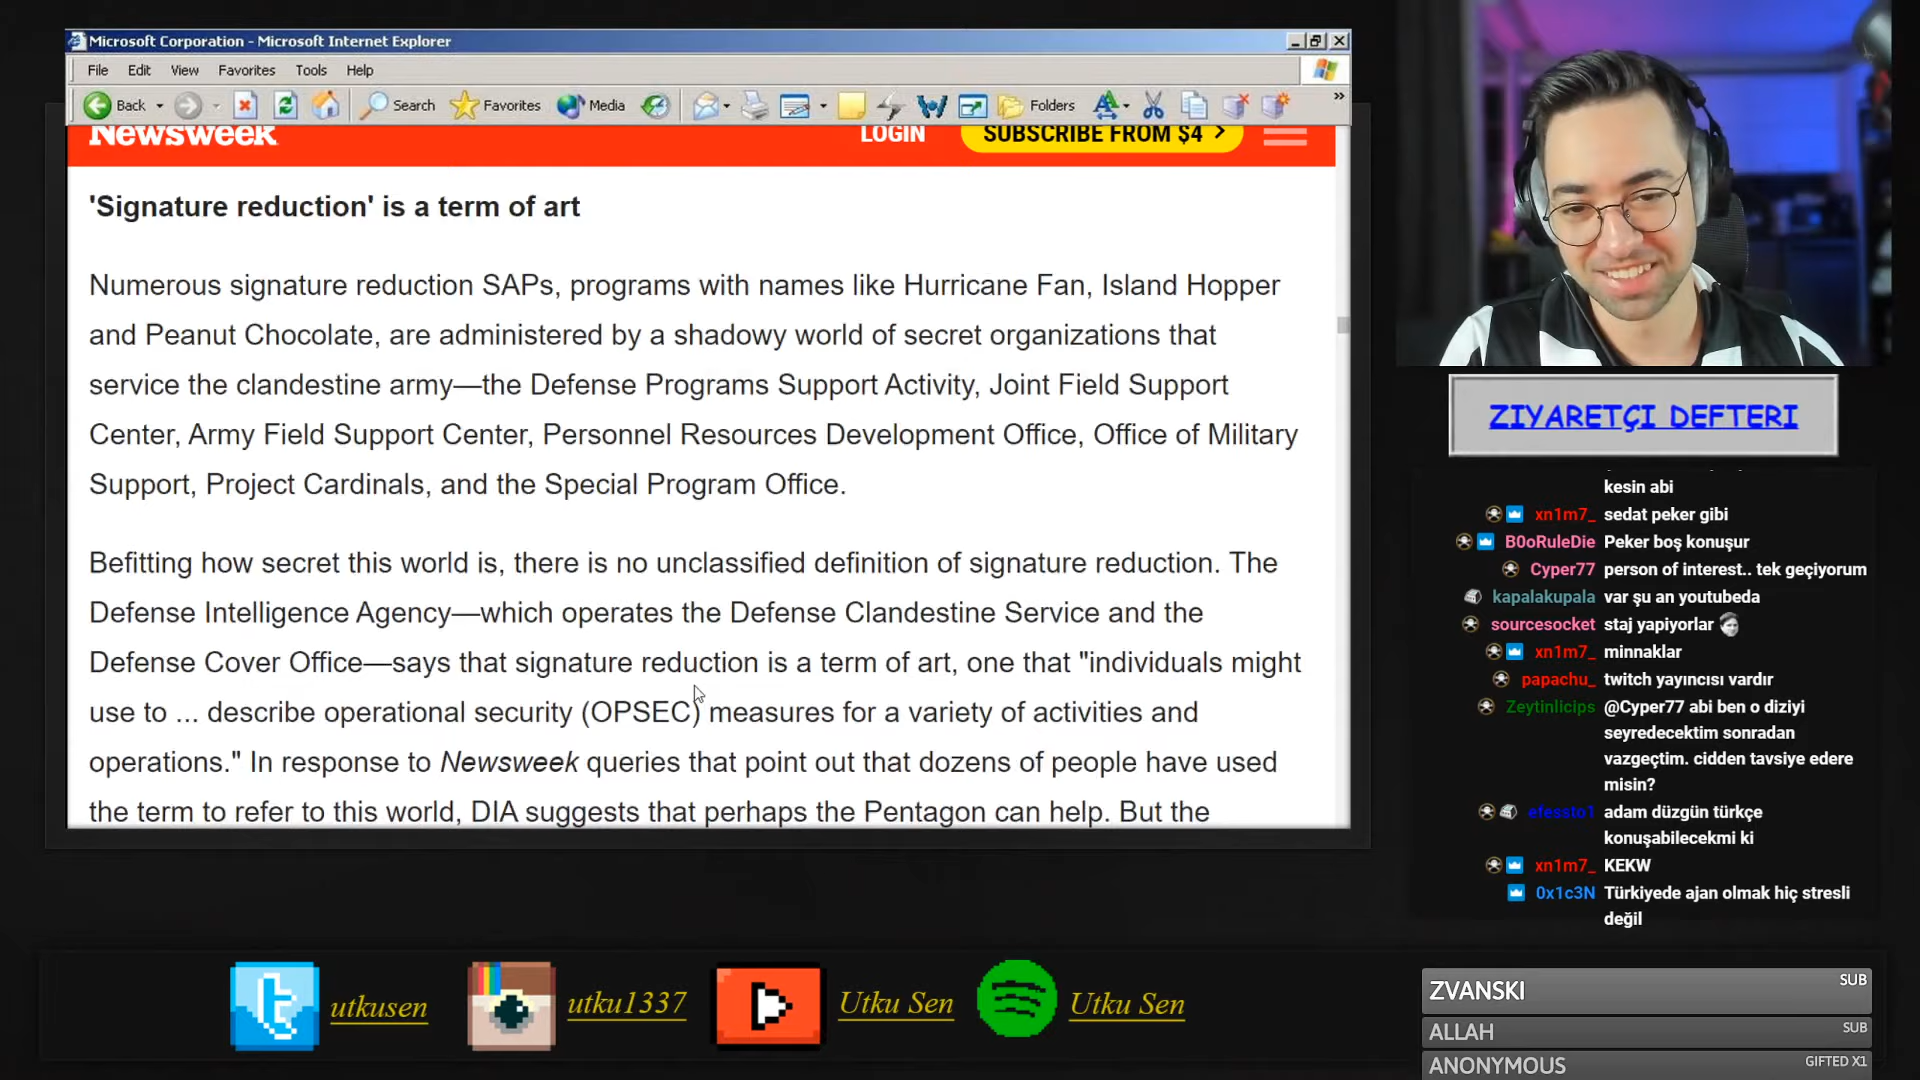 Microsoft Corporation - Microsoft Internet Explorer
File Edit View Favorites Tools Help
Back Search Favorites Media Folders
Newsweek LOGIN SUBSCRIBE FROM $4 >
'Signature reduction' is a term of art
Numerous signature reduction SAPs, programs with names like Hurricane Fan, Island Hopper
and Peanut Chocolate, are administered by a shadowy world of secret organizations that
service the clandestine army—the Defense Programs Support Activity, Joint Field Support
Center, Army Field Support Center, Personnel Resources Development Office, Office of Military
Support, Project Cardinals, and the Special Program Office.
Befitting how secret this world is, there is no unclassified definition of signature reduction. The
Defense Intelligence Agency—which operates the Defense Clandestine Service and the
Defense Cover Office—says that signature reduction is a term of art, one that "individuals might
use to ... describe operational security (OPSEC) measures for a variety of activities and
operations." In response to Newsweek queries that point out that dozens of people have used
the term to refer to this world, DIA suggests that perhaps the Pentagon can help. But the
ZIYARETÇI DEFTERI
kesin abi
xn1m7_ sedat peker gibi
B0oRuleDie Peker boş konuşur
Cyper77 person of interest.. tek geçiyorum
kapalakupala var şu an youtubeda
sourcesocket staj yapiyorlar
xn1m7_ minnaklar
papachu_ twitch yayıncısı vardır
Zeytinlicips @Cyper77 abi ben o diziyi
seyredecektim sonradan
vazgeçtim. cidden tavsiye edere
misin?
efessto1 adam düzgün türkçe
konuşabilecekmi ki
xn1m7_ KEKW
0x1c3N Türkiyede ajan olmak hiç stresli
değil
utkusen
utku1337
Utku Sen
Utku Sen
ZVANSKI SUB
ALLAH SUB
ANONYMOUS GIFTED X1